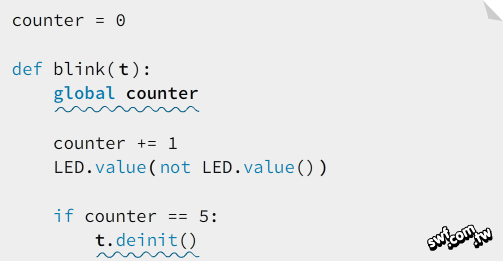 counter = 0
def blink(t):
    global counter
    counter += 1
    LED.value(not LED.value())
    if counter == 5:
        t.deinit()
swf.com.tw